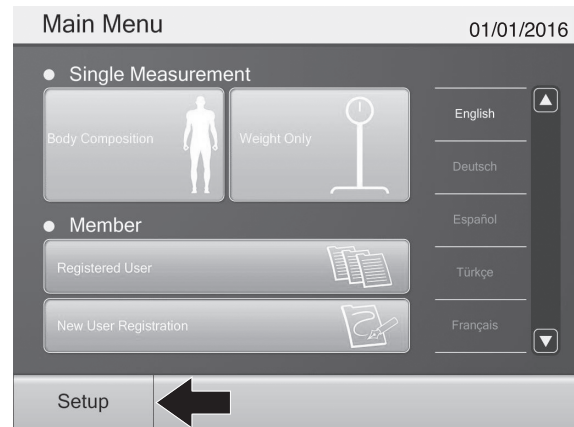 Main Menu
01/01/2016
Single Measurement
Body Composition
Weight Only
Member
Registered User
New User Registration
English
Deutsch
Español
Türkçe
Français
Setup